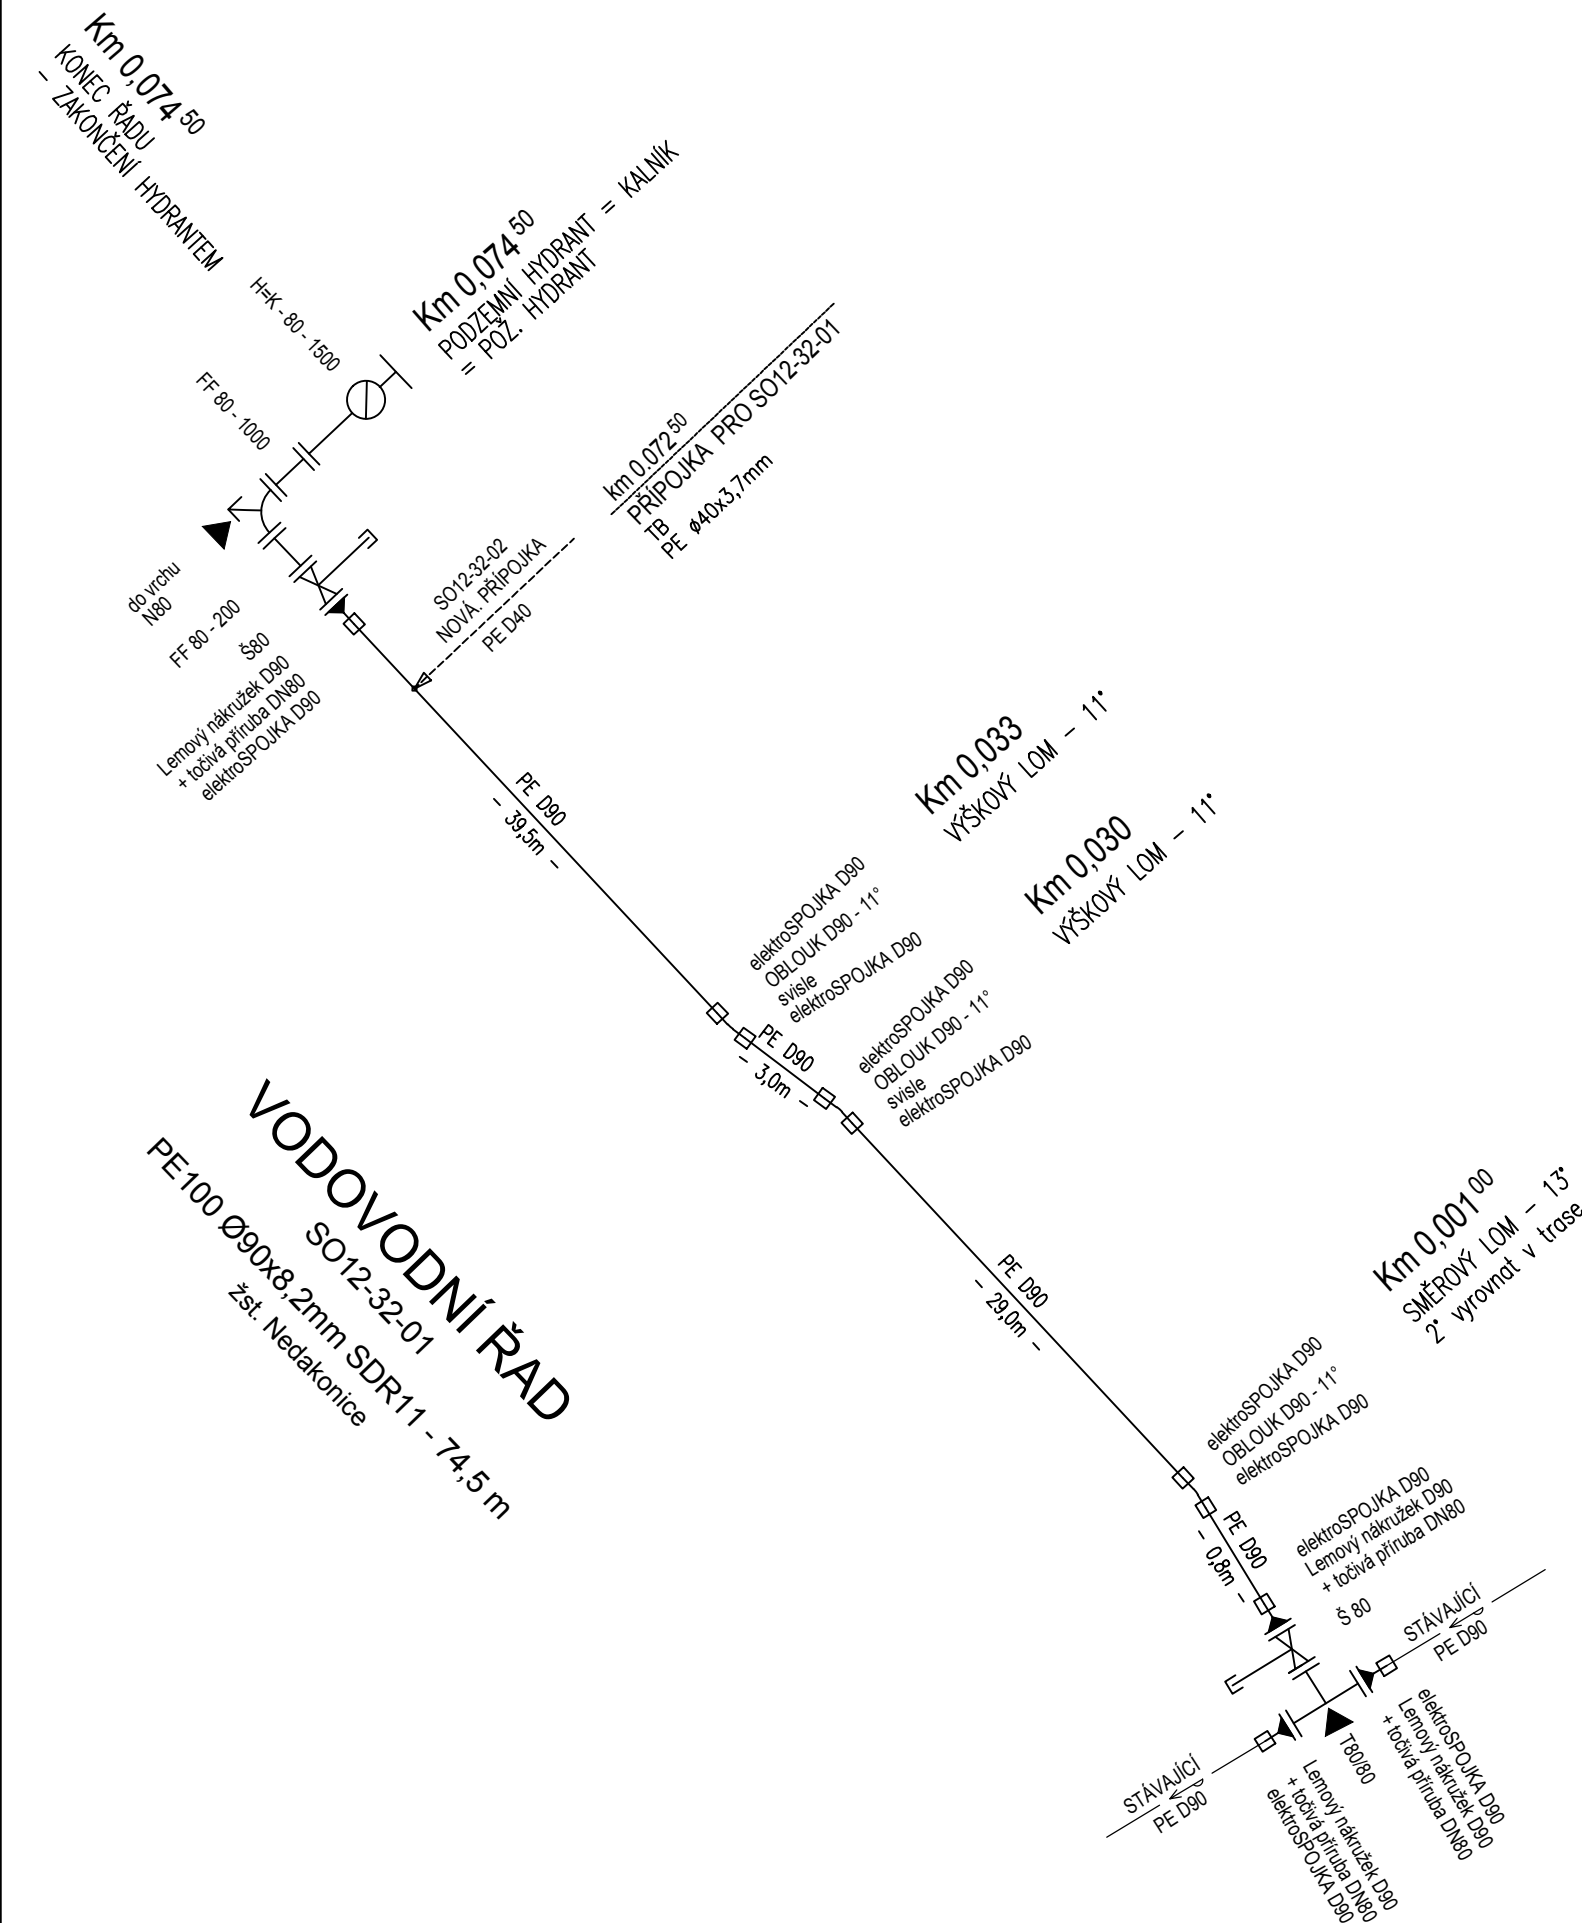 Km 0,074 50
KONEC ŘADU
- ZAKONČENÍ HYDRANTEM
H=K - 80 - 1500
FF 80 - 1000
Km 0,074 50
PODZEMNÍ HYDRANT = KALNÍK
= POŽ. HYDRANT
km 0.072 50
PŘÍPOJKA PRO SO12-32-01
TB
PE ϕ40x3,7mm
SO12-32-02
NOVÁ. PŘÍPOJKA
PE D40
do vrchu
N80
FF 80 - 200
Š80
Lemový nákružek D90
+ točivá příruba DN80
elektroSPOJKA D90
PE D90
- 39,5m -
Km 0,033
VÝŠKOVÝ LOM - 11°
Km 0,030
VÝŠKOVÝ LOM - 11°
elektroSPOJKA D90
OBLOUK D90 - 11°
svisle
elektroSPOJKA D90
elektroSPOJKA D90
OBLOUK D90 - 11°
svisle
elektroSPOJKA D90
PE D90
- 3,0m -
VODOVODNÍ ŘAD
SO12-32-01
PE100 Ø90x8,2mm SDR11 - 74,5 m
žst. Nedakonice
PE D90
- 29,0m -
Km 0,001 00
SMĚROVÝ LOM - 13°
2° vyrovnat v trase
elektroSPOJKA D90
OBLOUK D90 - 11°
elektroSPOJKA D90
PE D90
- 0,8m -
elektroSPOJKA D90
Lemový nákružek D90
+ točivá příruba DN80
Š 80
STÁVAJÍCÍ
PE D90
elektroSPOJKA D90
Lemový nákružek D90
+ točivá příruba DN80
T80/80
STÁVAJÍCÍ
PE D90
Lemový nákružek D90
+ točivá příruba DN80
elektroSPOJKA D90